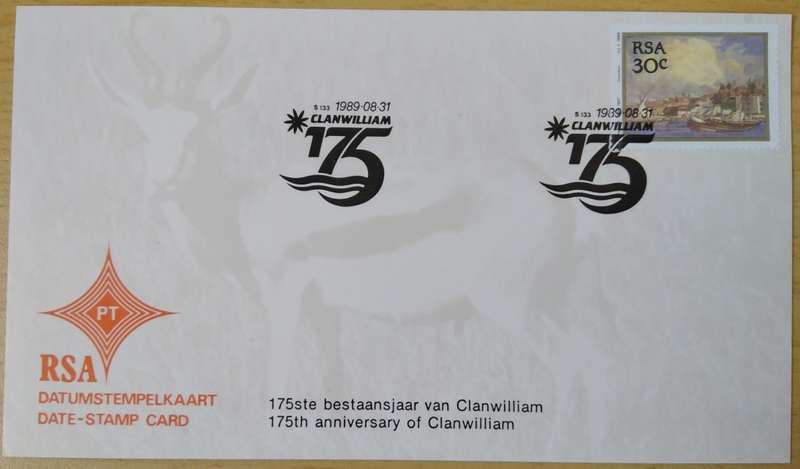 S 133 1989·08·31
CLANWILLIAM
175
S 133 1989·08·31
CLANWILLIAM
175
RSA
30c
PT
RSA
DATUMSTEMPELKAART
DATE-STAMP CARD
175ste bestaansjaar van Clanwilliam
175th anniversary of Clanwilliam